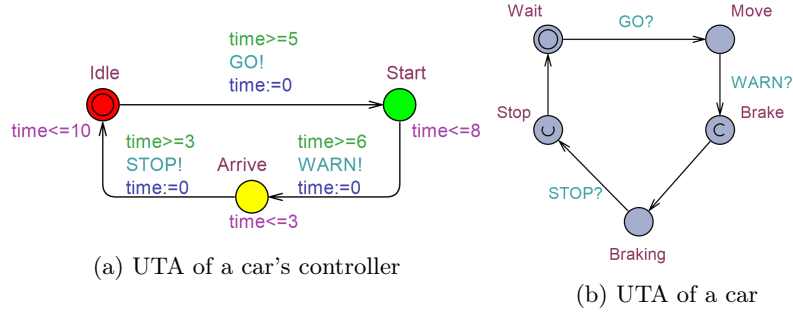 Idle
time>=5
GO!
time:=0
Start
time<=10
time<=8
time>=3
STOP!
time:=0
Arrive
time>=6
WARN!
time:=0
time<=3
(a) UTA of a car's controller
Wait
GO?
Move
WARN?
Stop
Brake
C
STOP?
Braking
(b) UTA of a car